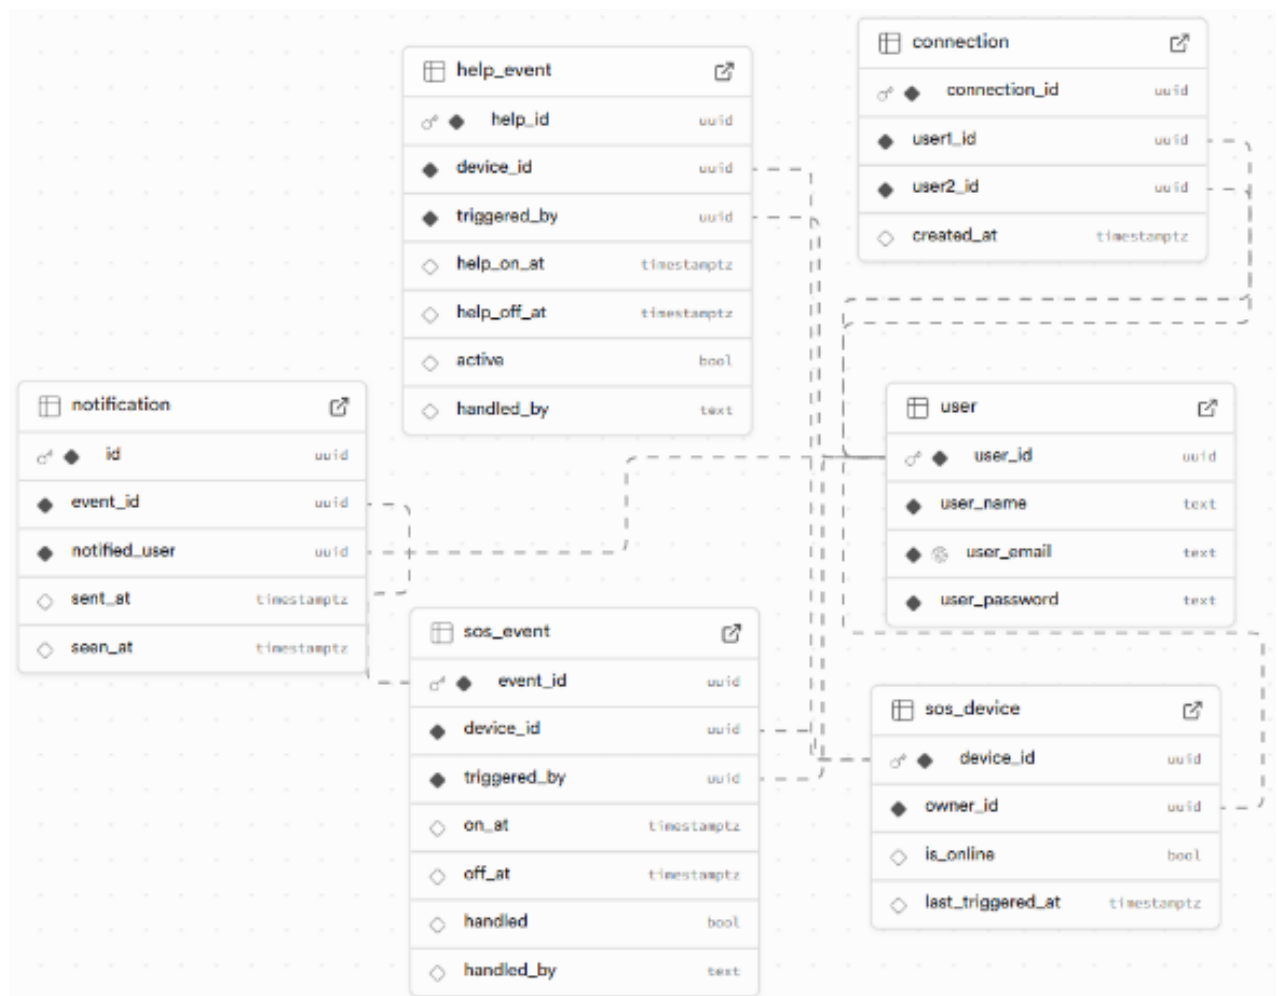 help_event
help_id uuid
device_id uuid
triggered_by uuid
help_on_at timestamptz
help_off_at timestamptz
active bool
handled_by text
connection
connection_id uuid
user1_id uuid
user2_id uuid
created_at timestamptz
notification
id uuid
event_id uuid
notified_user uuid
sent_at timestamptz
seen_at timestamptz
user
user_id uuid
user_name text
user_email text
user_password text
sos_event
event_id uuid
device_id uuid
triggered_by uuid
on_at timestamptz
off_at timestamptz
handled bool
handled_by text
sos_device
device_id uuid
owner_id uuid
is_online bool
last_triggered_at timestamptz